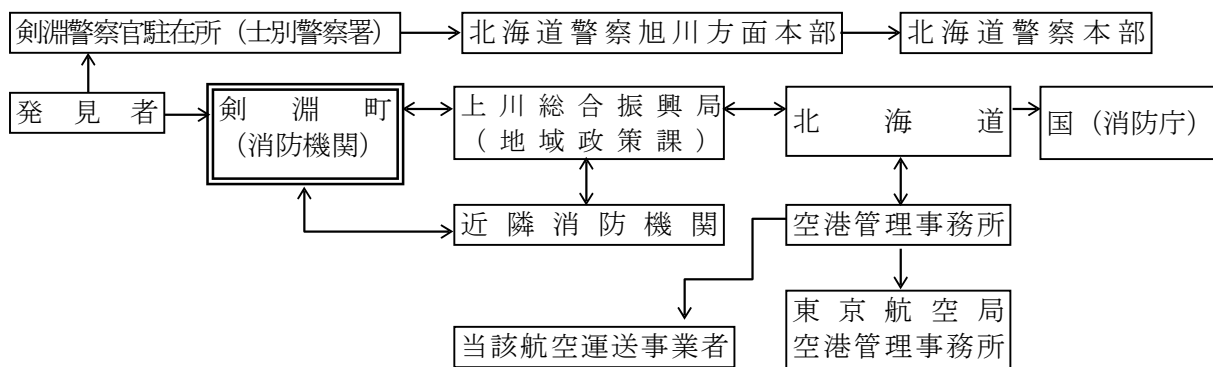 剣淵警察官駐在所（士別警察署）
北海道警察旭川方面本部
北海道警察本部
発見者
剣淵町
（消防機関）
上川総合振興局
（地域政策課）
北海道
国（消防庁）
近隣消防機関
空港管理事務所
当該航空運送事業者
東京航空局
空港管理事務所